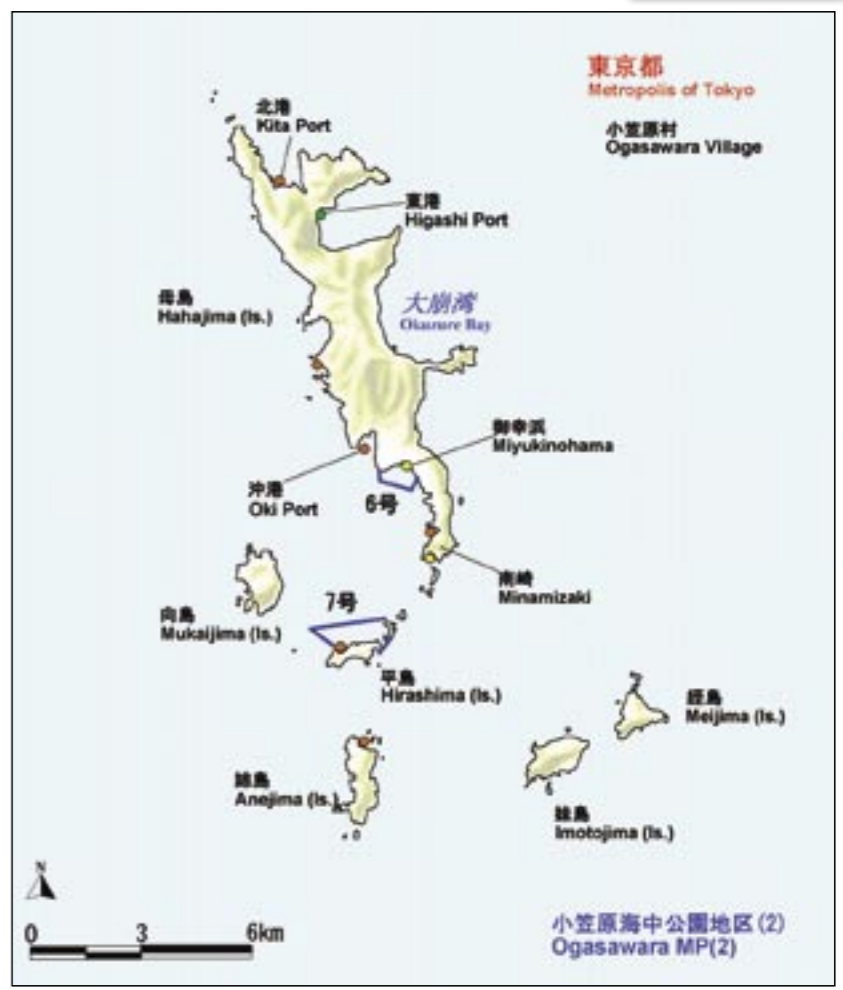 東京都
Metropolis of Tokyo
小笠原村
Ogasawara Village
北港
Kita Port
東港
Higashi Port
母島
Hahajima (Is.)
大崩湾
御幸浜
Miyukinohama
沖港
Oki Port
6号
南崎
Minamizaki
7号
向島
Mukaijima (Is.)
平島
Hirashima (Is.)
姪島
Meijima (Is.)
姉島
Anejima (Is.)
妹島
Imotojima (Is.)
N
0 3 6km
小笠原海中公園地区(2)
Ogasawara MP(2)